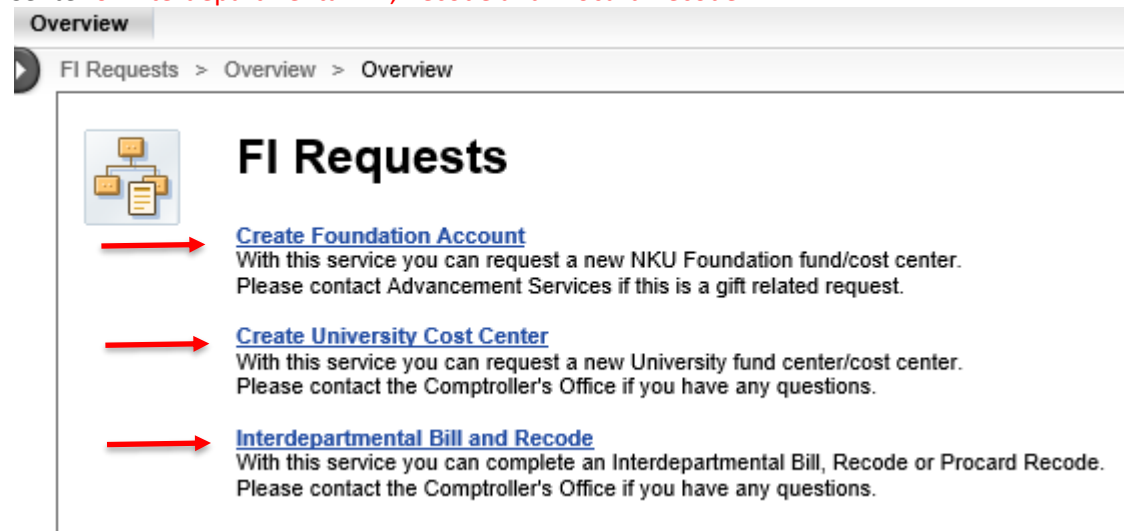 Overview
FI Requests > Overview > Overview
FI Requests
Create Foundation Account
With this service you can request a new NKU Foundation fund/cost center.
Please contact Advancement Services if this is a gift related request.
Create University Cost Center
With this service you can request a new University fund center/cost center.
Please contact the Comptroller's Office if you have any questions.
Interdepartmental Bill and Recode
With this service you can complete an Interdepartmental Bill, Recode or Procard Recode.
Please contact the Comptroller's Office if you have any questions.